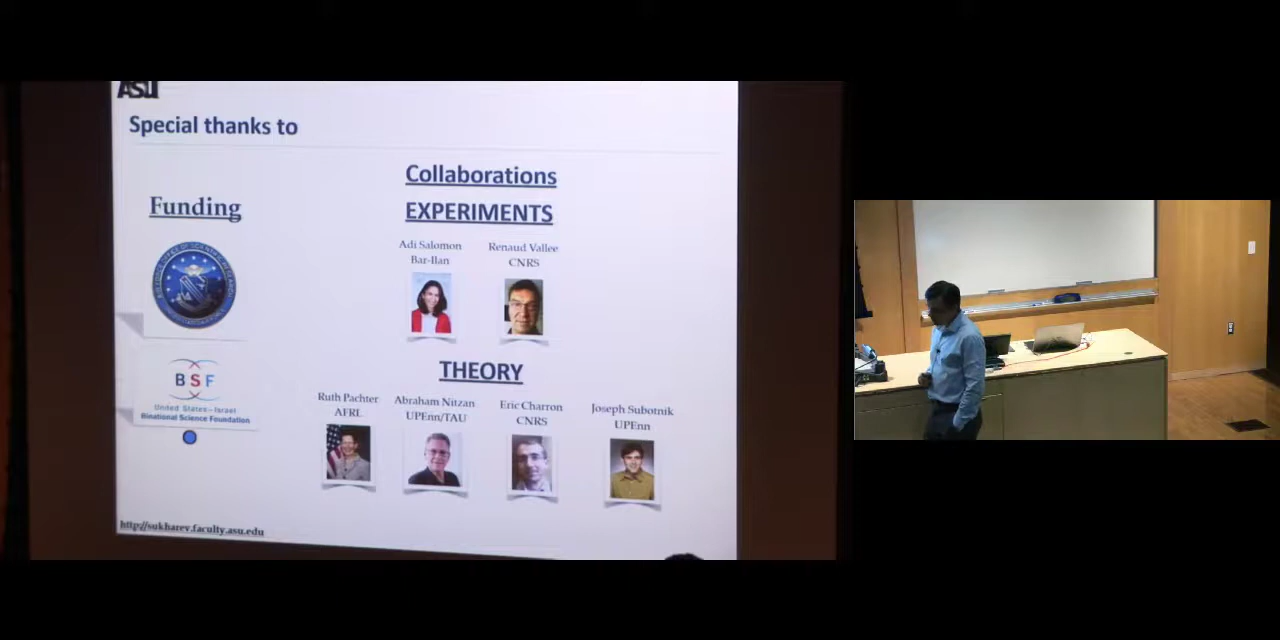 ASU
Special thanks to
Collaborations
Funding
EXPERIMENTS
Adi Salomon
Bar-Ilan
Renaud Vallee
CNRS
BSF
United States-Israel
Binational Science Foundation
THEORY
Ruth Pachter
AFRL
Abraham Nitzan
UPEnn/TAU
Eric Charron
CNRS
Joseph Subotnik
UPEnn
http://sukharev.faculty.asu.edu